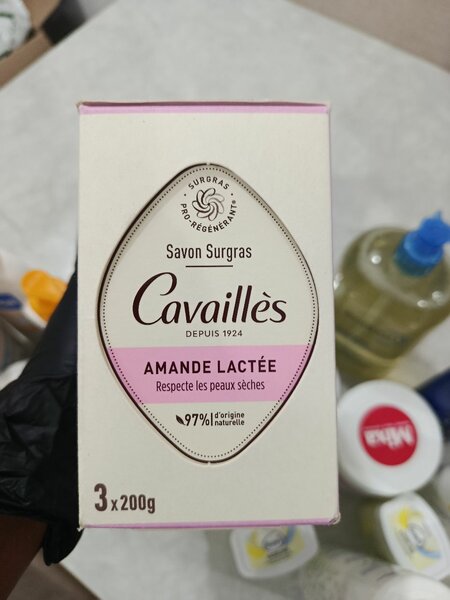 SURGRAS
PRO-RÉGÉNÉRANT®
Savon Surgras
Cavaillès
DEPUIS 1924
AMANDE LACTÉE
Respecte les peaux sèches
97% d'origine
naturelle
3 x 200g
Mixa